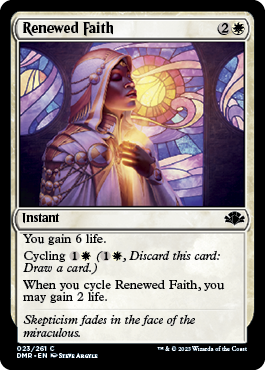 Renewed Faith 2
Instant
You gain 6 life.
Cycling 1 (1, Discard this card:
Draw a card.)
When you cycle Renewed Faith, you
may gain 2 life.
Skepticism fades in the face of the
miraculous.
023/261 C
DMR • EN Steve Argyle
™ & © 2023 Wizards of the Coast